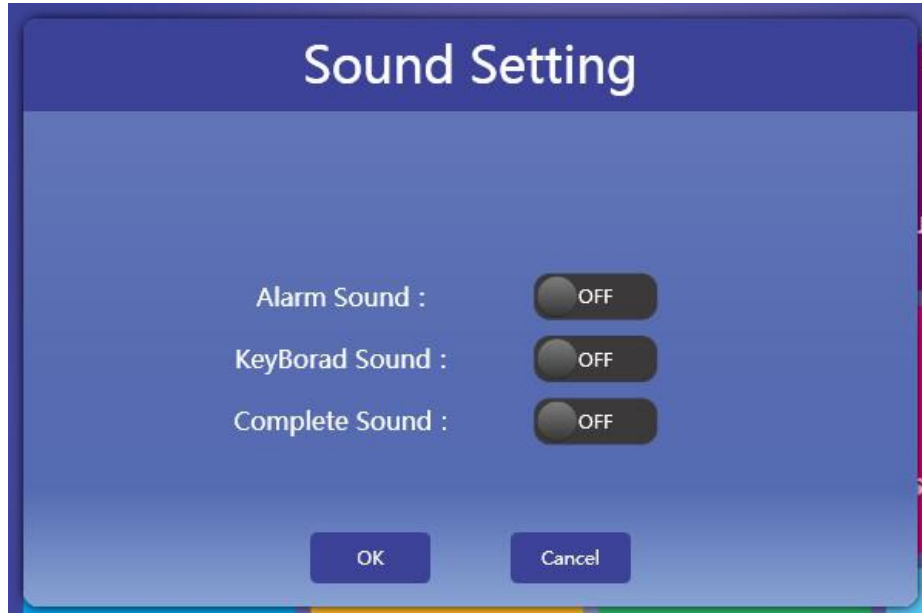 Sound Setting
Alarm Sound : OFF
KeyBorad Sound : OFF
Complete Sound : OFF
OK Cancel